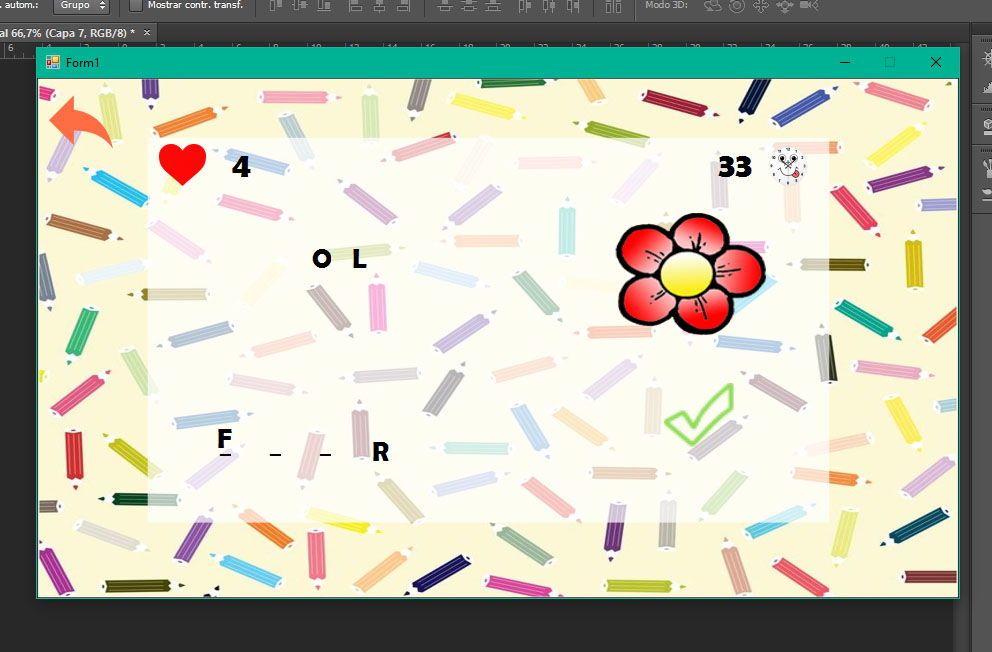 . autom.: Grupo Mostrar contr. transf. Modo 3D:
al 66,7% (Capa 7, RGB/8) * ×
Form1
4 33
O L
F _ _ _ R